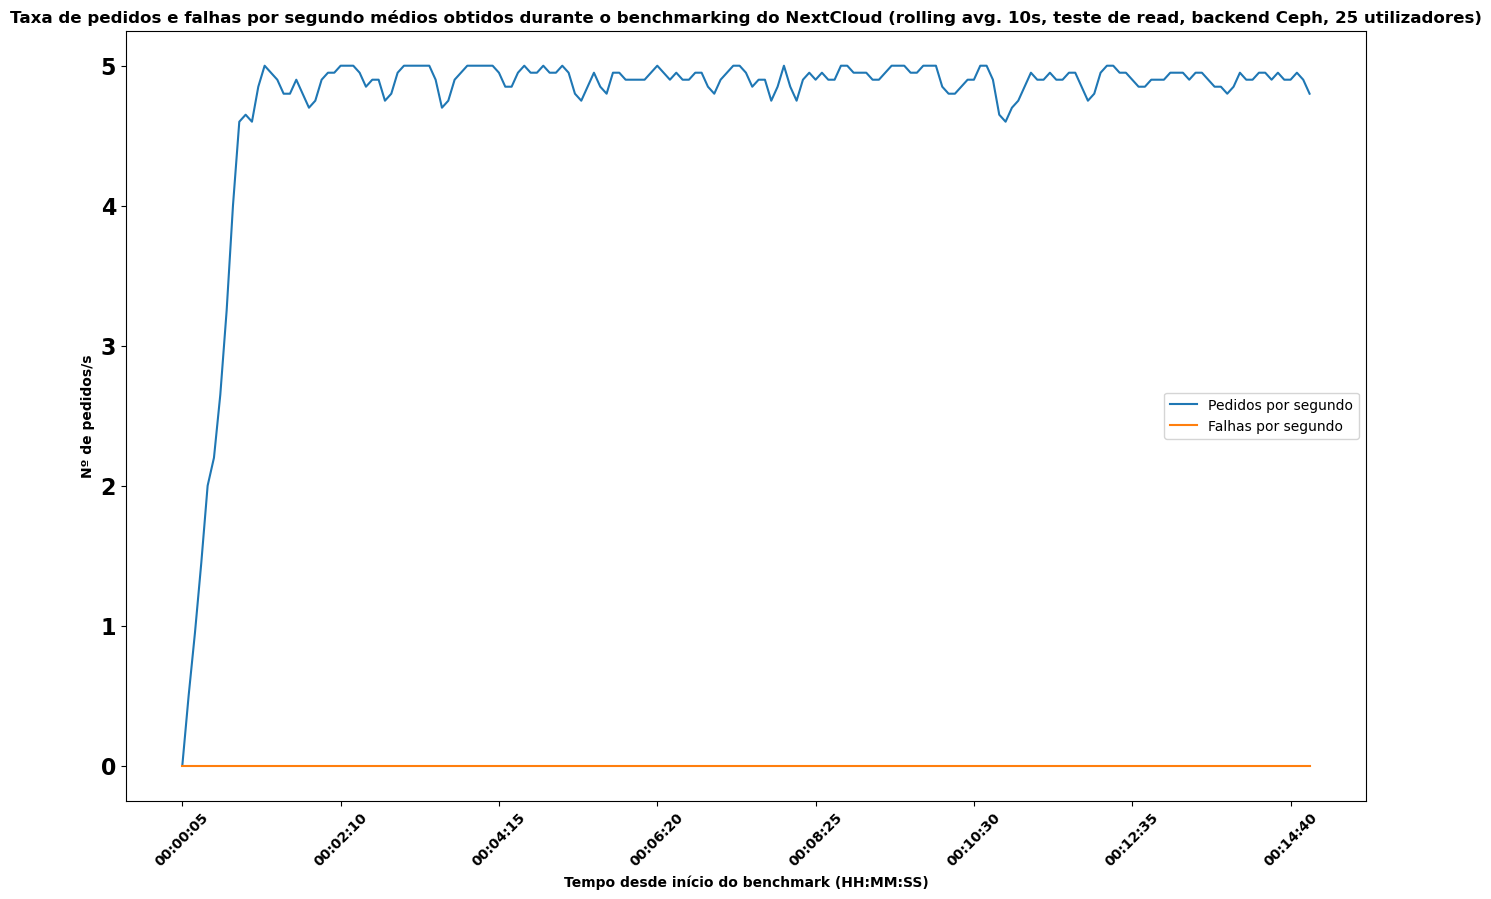 Taxa de pedidos e falhas por segundo médios obtidos durante o benchmarking do NextCloud (rolling avg. 10s, teste de read, backend Ceph, 25 utilizadores)
5
4
3
2
1
0
Nº de pedidos/s
Pedidos por segundo
Falhas por segundo
00:00:05
00:02:10
00:04:15
00:06:20
00:08:25
00:10:30
00:12:35
00:14:40
Tempo desde início do benchmark (HH:MM:SS)